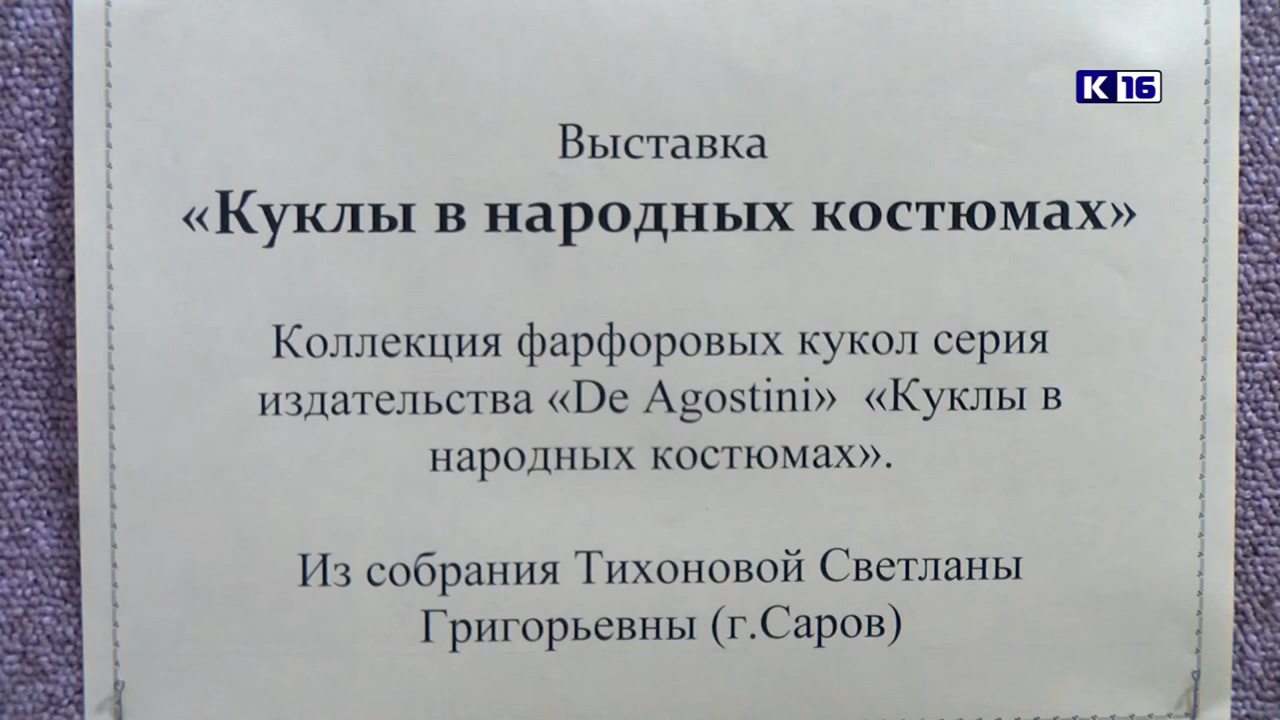 К 16
Выставка
«Куклы в народных костюмах»
Коллекция фарфоровых кукол серия
издательства «De Agostini» «Куклы в
народных костюмах».
Из собрания Тихоновой Светланы
Григорьевны (г.Саров)